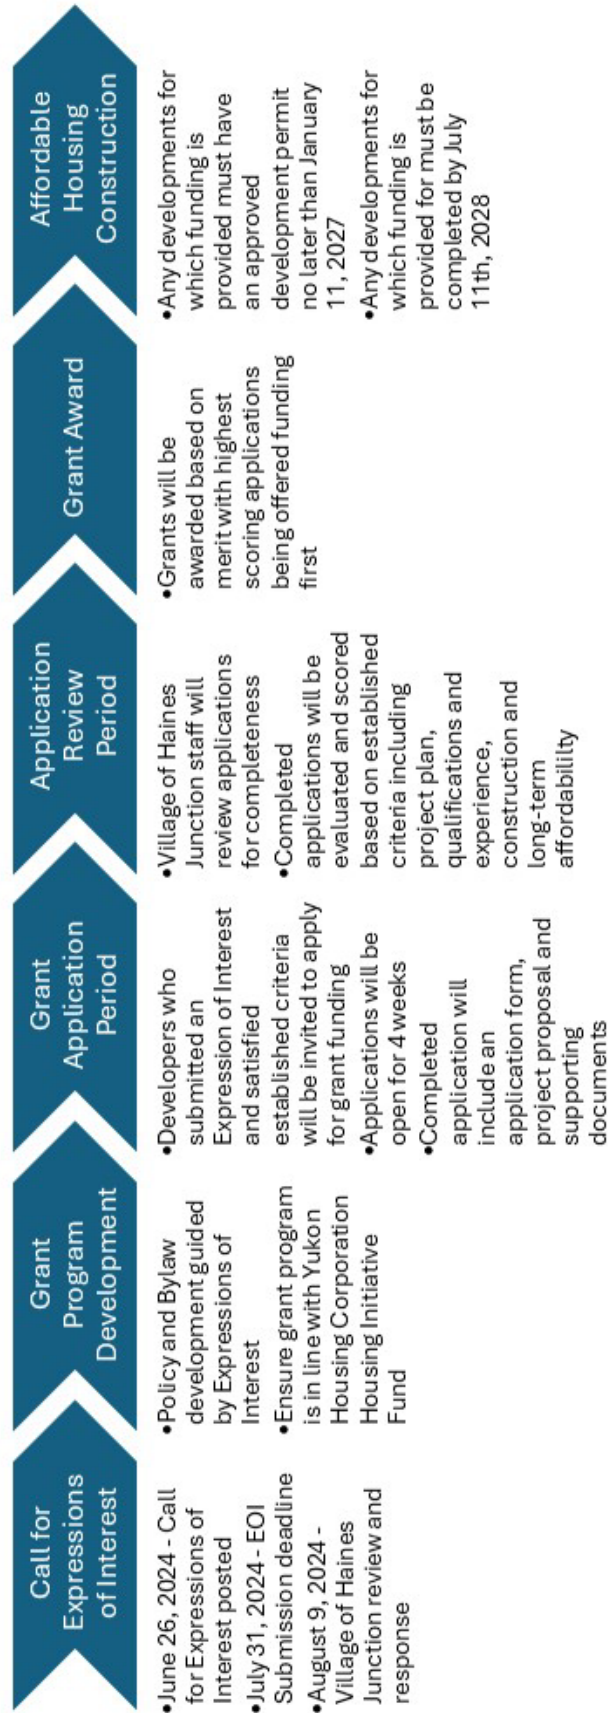 Call for
Expressions
of Interest
•June 26, 2024 - Call
for Expressions of
Interest posted
•July 31, 2024 - EOI
Submission deadline
•August 9, 2024 -
Village of Haines
Junction review and
response
Grant
Program
Development
•Policy and Bylaw
development guided
by Expressions of
Interest
•Ensure grant program
is in line with Yukon
Housing Corporation
Housing Initiative
Fund
Grant
Application
Period
•Developers who
submitted an
Expression of Interest
and satisfied
established criteria
will be invited to apply
for grant funding
•Applications will be
open for 4 weeks
•Completed
application will
include an
application form,
project proposal and
supporting
documents
Application
Review
Period
•Village of Haines
Junction staff will
review applications
for completeness
•Completed
applications will be
evaluated and scored
based on established
criteria including
project plan,
qualifications and
experience,
construction and
long-term
affordabililty
Grant Award
•Grants will be
awarded based on
merit with highest
scoring applications
being offered funding
first
Affordable
Housing
Construction
•Any developments for
which funding is
provided must have
an approved
development permit
no later than January
11, 2027
•Any developments for
which funding is
provided for must be
completed by July
11th, 2028